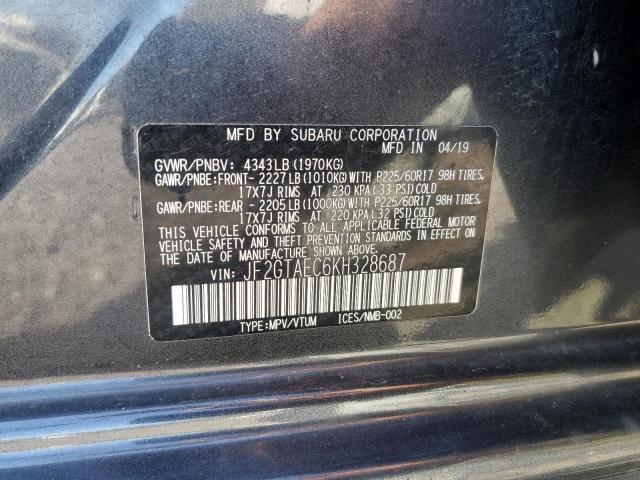 MFD BY SUBARU CORPORATION
MFD IN 04/19
GVWR/PNBV: 4343LB(1970KG)
GAWR/PNBE:FRONT- 2227LB(1010KG)WITH P225/60R17 98H TIRES,
17X7J RIMS AT 230 KPA(33 PSI)COLD
GAWR/PNBE:REAR - 2205LB(1000KG)WITH P225/60R17 98H TIRES,
17X7J RIMS AT 220 KPA(32 PSI)COLD
THIS VEHICLE CONFORMS TO ALL APPLICABLE FEDERAL MOTOR
VEHICLE SAFETY AND THEFT PREVENTION STANDARDS IN EFFECT ON
THE DATE OF MANUFACTURE SHOWN ABOVE.
VIN: JF2GTAEC6KH328687
TYPE:MPV/VTUM ICES/NMB-002